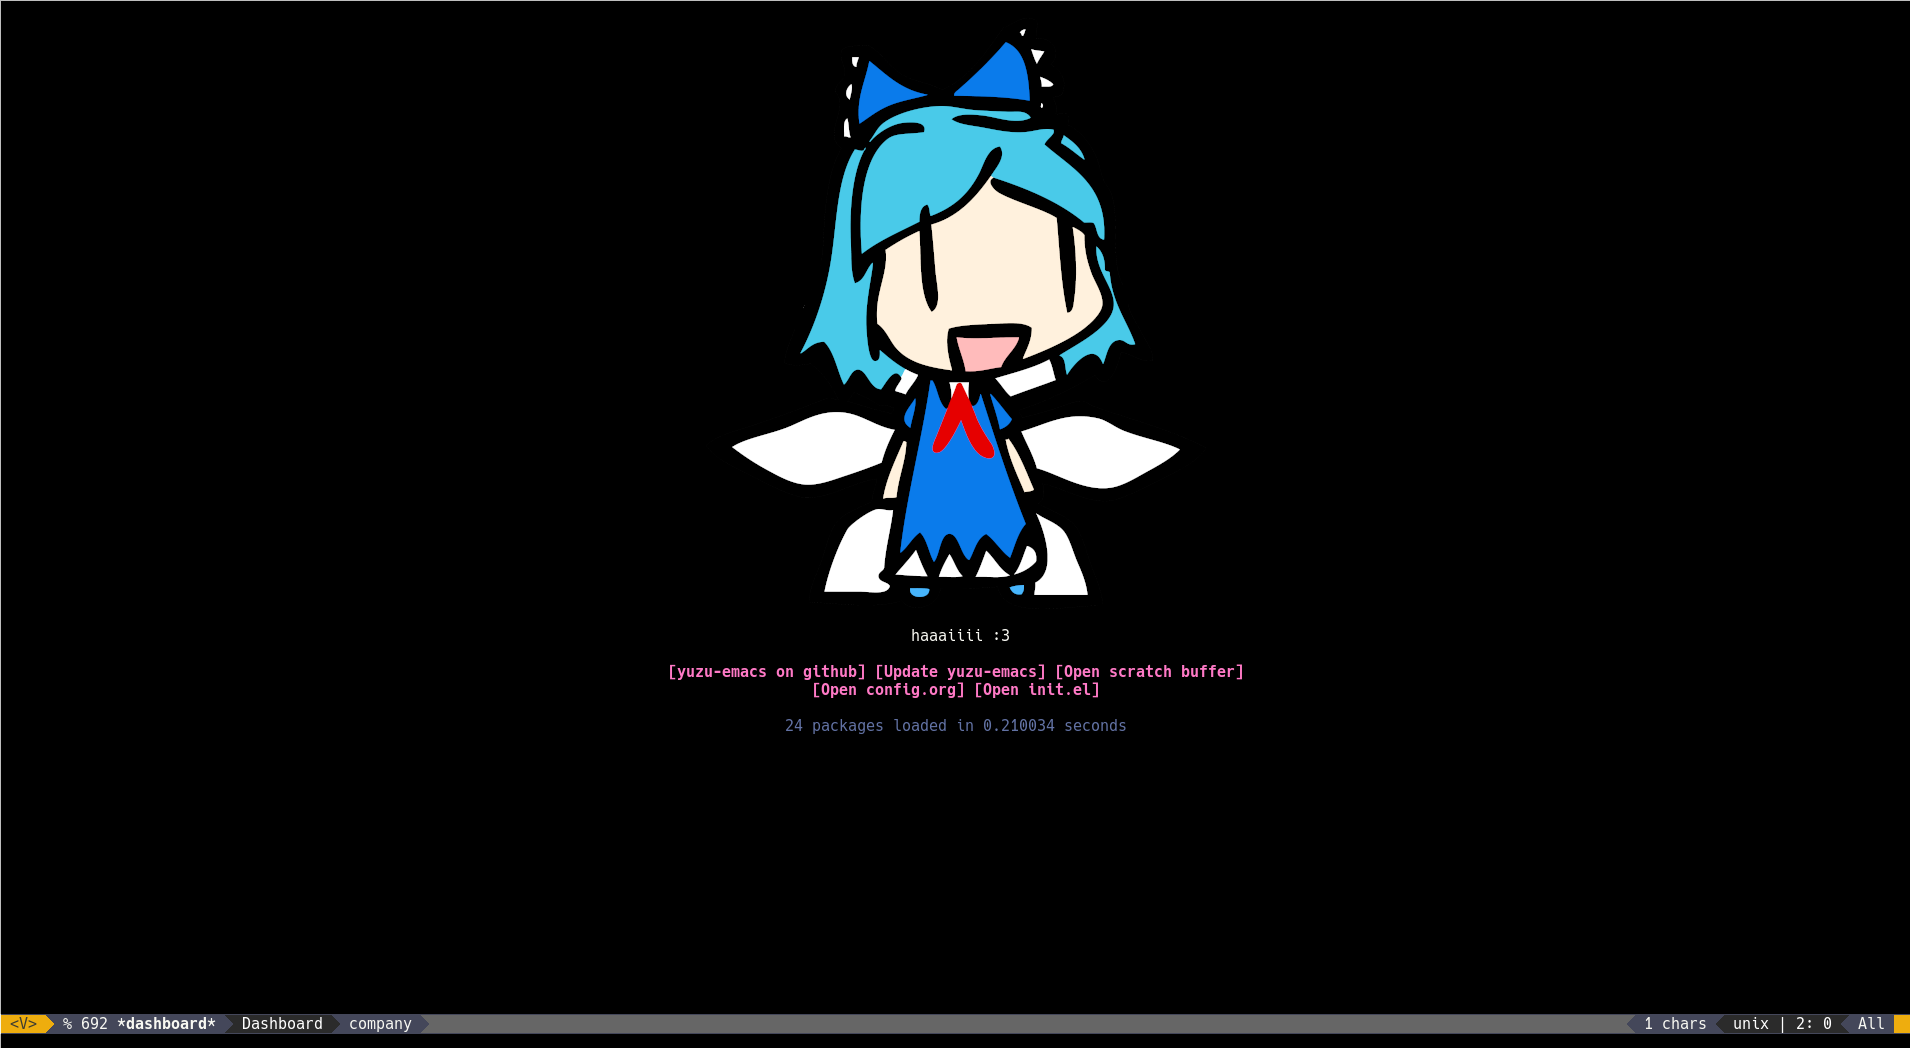 haaaiiii :3
[yuzu-emacs on github] [Update yuzu-emacs] [Open scratch buffer]
[Open config.org] [Open init.el]
24 packages loaded in 0.210034 seconds
<V> % 692 *dashboard* Dashboard company 1 chars unix | 2: 0 All